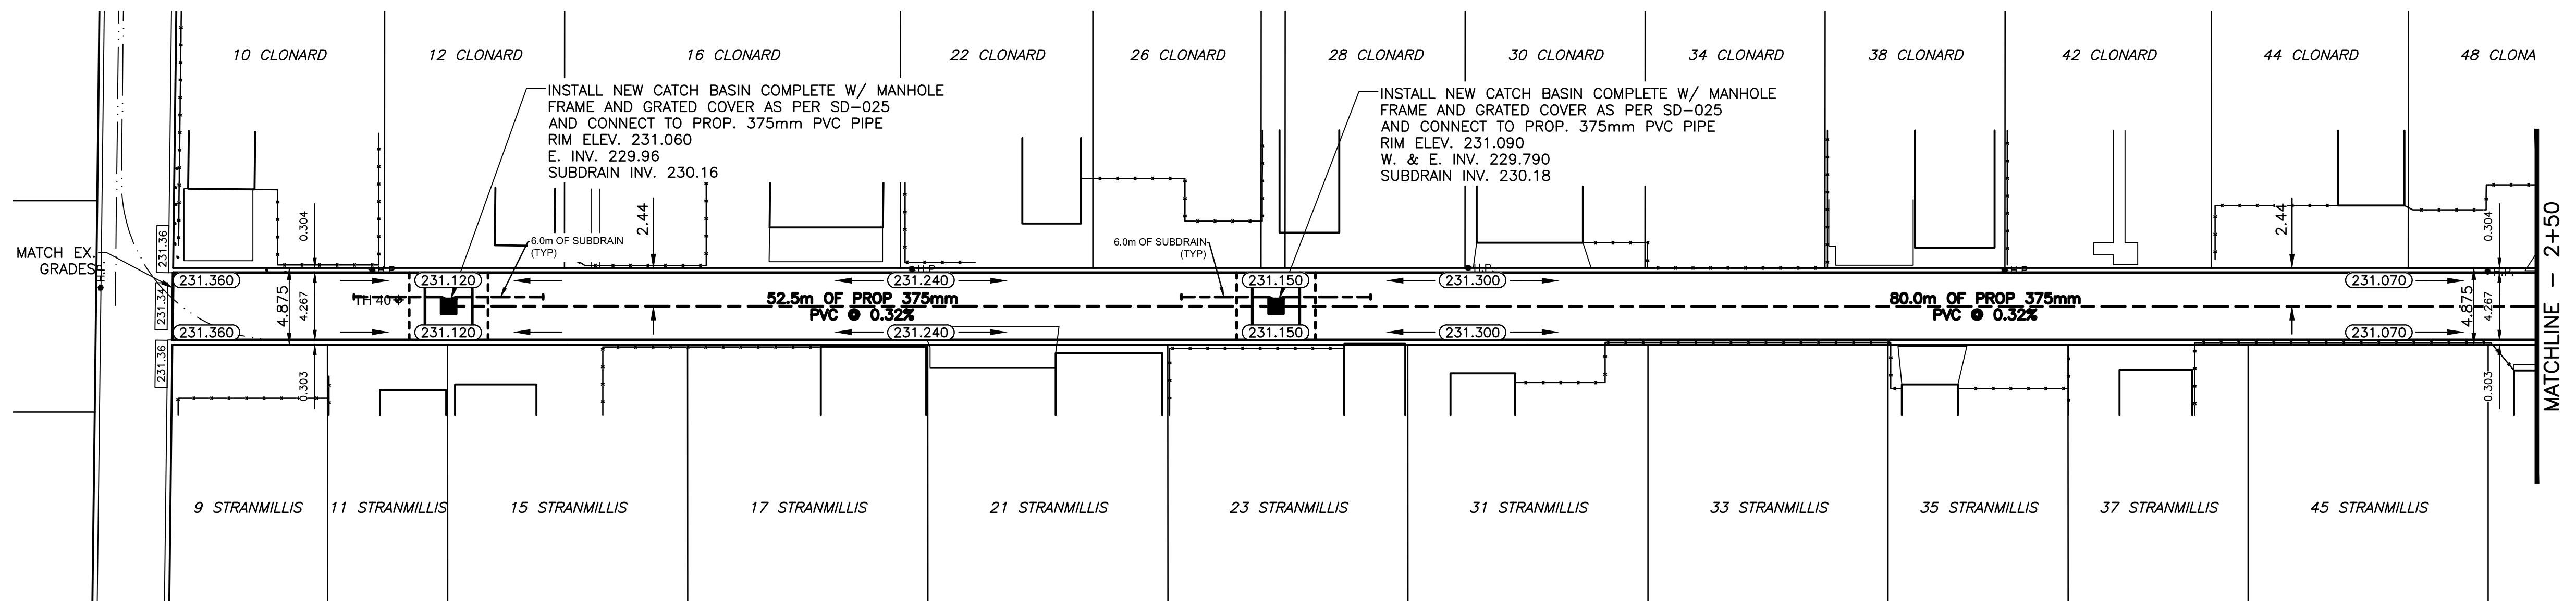 10 CLONARD
12 CLONARD
16 CLONARD
22 CLONARD
26 CLONARD
28 CLONARD
30 CLONARD
34 CLONARD
38 CLONARD
42 CLONARD
44 CLONARD
48 CLONA
INSTALL NEW CATCH BASIN COMPLETE W/ MANHOLE
FRAME AND GRATED COVER AS PER SD-025
AND CONNECT TO PROP. 375mm PVC PIPE
RIM ELEV. 231.060
E. INV. 229.96
SUBDRAIN INV. 230.16
INSTALL NEW CATCH BASIN COMPLETE W/ MANHOLE
FRAME AND GRATED COVER AS PER SD-025
AND CONNECT TO PROP. 375mm PVC PIPE
RIM ELEV. 231.090
W. & E. INV. 229.790
SUBDRAIN INV. 230.18
MATCH EX.
GRADES
H.P.
231.36
231.34
231.36
0.304
2.44
6.0m OF SUBDRAIN
(TYP)
6.0m OF SUBDRAIN
(TYP)
2.44
0.304
H.P.
H.P.
H.P.
H.P.
H.P.
231.360
231.120
231.240
231.150
231.300
231.070
4.875
4.267
TH 40
52.5m OF PROP 375mm
PVC @ 0.32%
80.0m OF PROP 375mm
PVC @ 0.32%
4.875
4.267
231.360
231.120
231.240
231.150
231.300
231.070
0.303
0.303
MATCHLINE - 2+50
9 STRANMILLIS
11 STRANMILLIS
15 STRANMILLIS
17 STRANMILLIS
21 STRANMILLIS
23 STRANMILLIS
31 STRANMILLIS
33 STRANMILLIS
35 STRANMILLIS
37 STRANMILLIS
45 STRANMILLIS